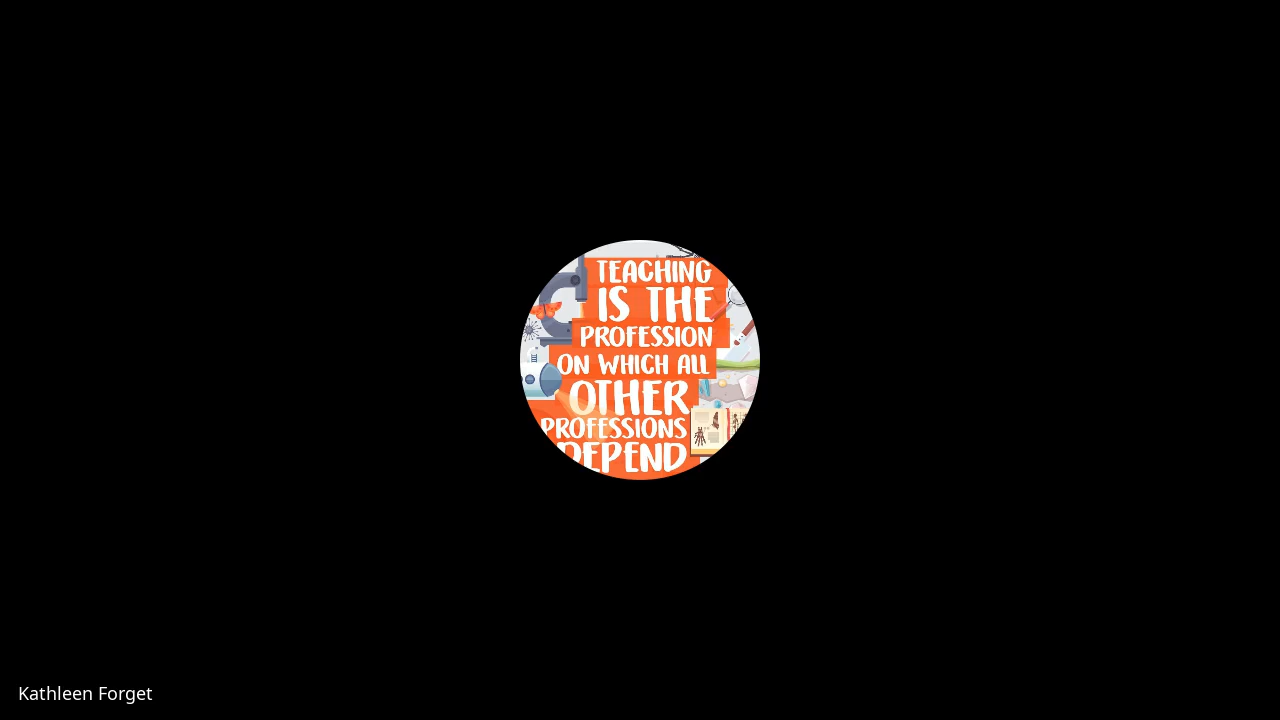 TEACHING
IS THE
PROFESSION
ON WHICH ALL
OTHER
PROFESSIONS
DEPEND
Kathleen Forget